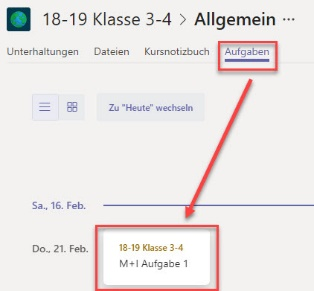 18-19 Klasse 3-4 > Allgemein ...
Unterhaltungen Dateien Kursnotizbuch Aufgaben
Zu "Heute" wechseln
Sa., 16. Feb.
Do., 21. Feb. 18-19 Klasse 3-4
M+I Aufgabe 1